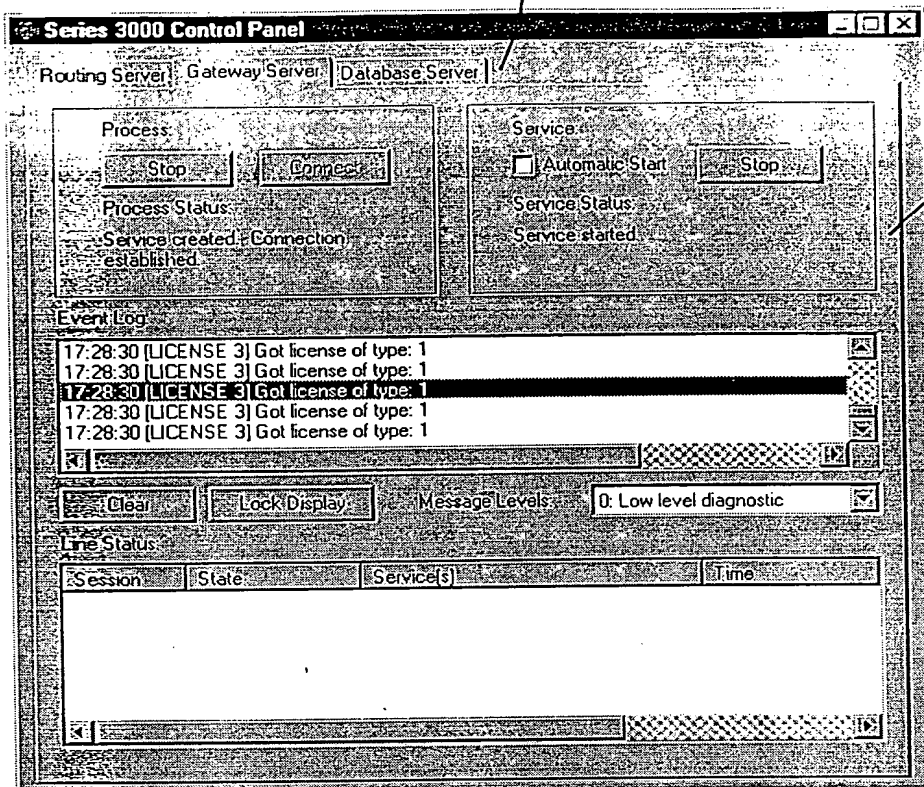 Series 3000 Control Panel
Routing Server Gateway Server Database Server
Process: Service:
Stop Connect Automatic Start Stop
Process Status: Service Status:
Service created - Connection established. Service started.
Event Log:
17:28:30 [LICENSE 3] Got license of type: 1
17:28:30 [LICENSE 3] Got license of type: 1
17:28:30 [LICENSE 3] Got license of type: 1
17:28:30 [LICENSE 3] Got license of type: 1
17:28:30 [LICENSE 3] Got license of type: 1
Clear Lock Display Message Levels: 0: Low level diagnostic
Line Status:
Session State Service(s) Time